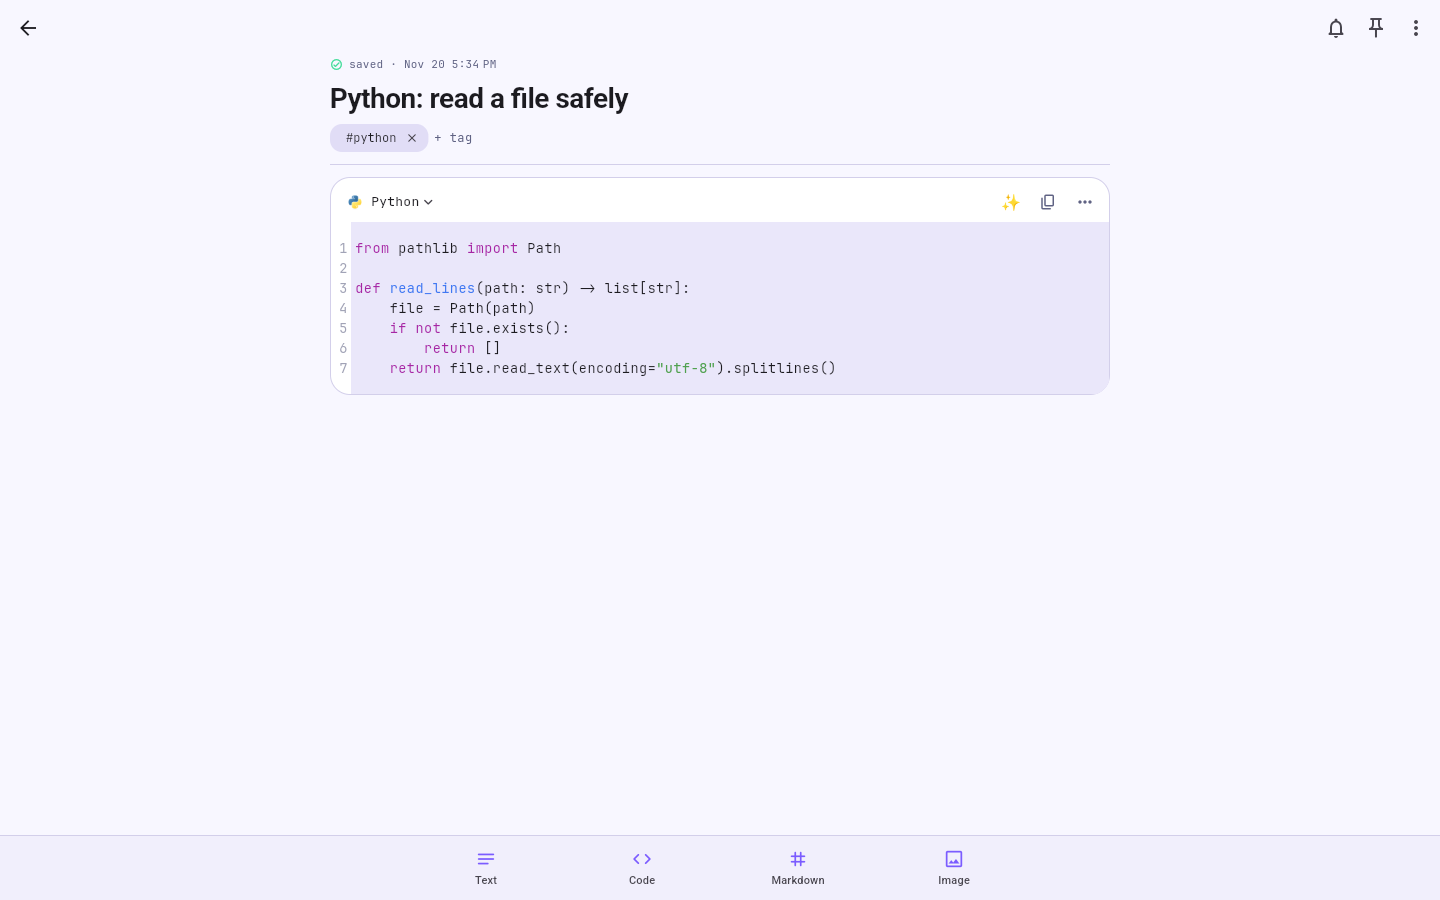 saved · Nov 20 5:34 PM
Python: read a file safely
#python + tag
Python
1 from pathlib import Path
2
3 def read_lines(path: str) -> list[str]:
4     file = Path(path)
5     if not file.exists():
6         return []
7     return file.read_text(encoding="utf-8").splitlines()
Text Code Markdown Image